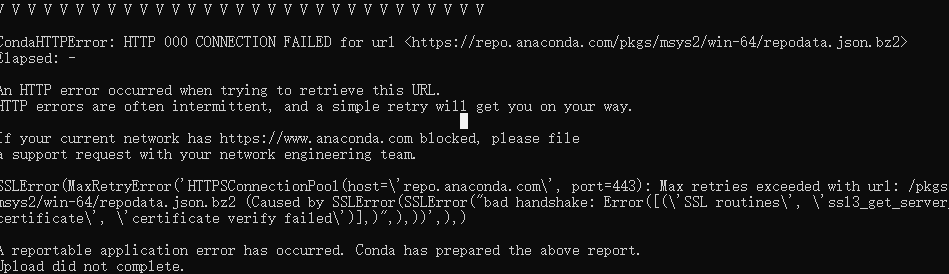 V V V V V V V V V V V V V V V V V V V V V V V V V V V V V V V
CondaHTTPError: HTTP 000 CONNECTION FAILED for url <https://repo.anaconda.com/pkgs/msys2/win-64/repodata.json.bz2>
Elapsed: -
An HTTP error occurred when trying to retrieve this URL.
HTTP errors are often intermittent, and a simple retry will get you on your way.
If your current network has https://www.anaconda.com blocked, please file
a support request with your network engineering team.
SSLError(MaxRetryError('HTTPSConnectionPool(host=\'repo.anaconda.com\', port=443): Max retries exceeded with url: /pkgs
msys2/win-64/repodata.json.bz2 (Caused by SSLError(SSLError("bad handshake: Error([(\'SSL routines\', \'ssl3_get_server_
certificate\', \'certificate verify failed\')],)",),))',),)
A reportable application error has occurred. Conda has prepared the above report.
Upload did not complete.